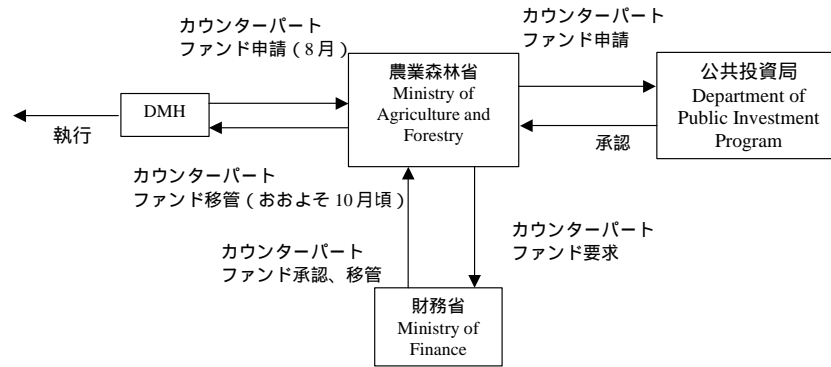 カウンターパート
ファンド申請（8月）
カウンターパート
ファンド申請
農業森林省
Ministry of
Agriculture and
Forestry
公共投資局
Department of
Public Investment
Program
DMH
執行
承認
カウンターパート
ファンド移管（おおよそ 10 月頃）
カウンターパート
ファンド承認、移管
カウンターパート
ファンド要求
財務省
Ministry of
Finance